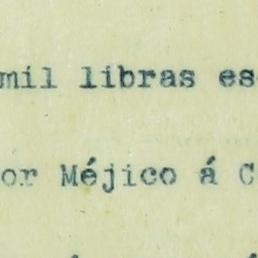 mil libras es
or Méjico á C